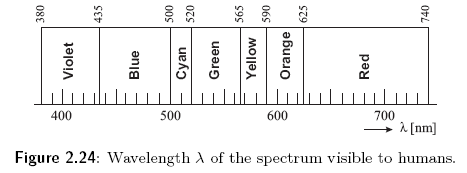 380 435 500 520 565 590 625 740
Violet Blue Cyan Green Yellow Orange Red
400 500 600 700
λ [nm]
Figure 2.24: Wavelength λ of the spectrum visible to humans.